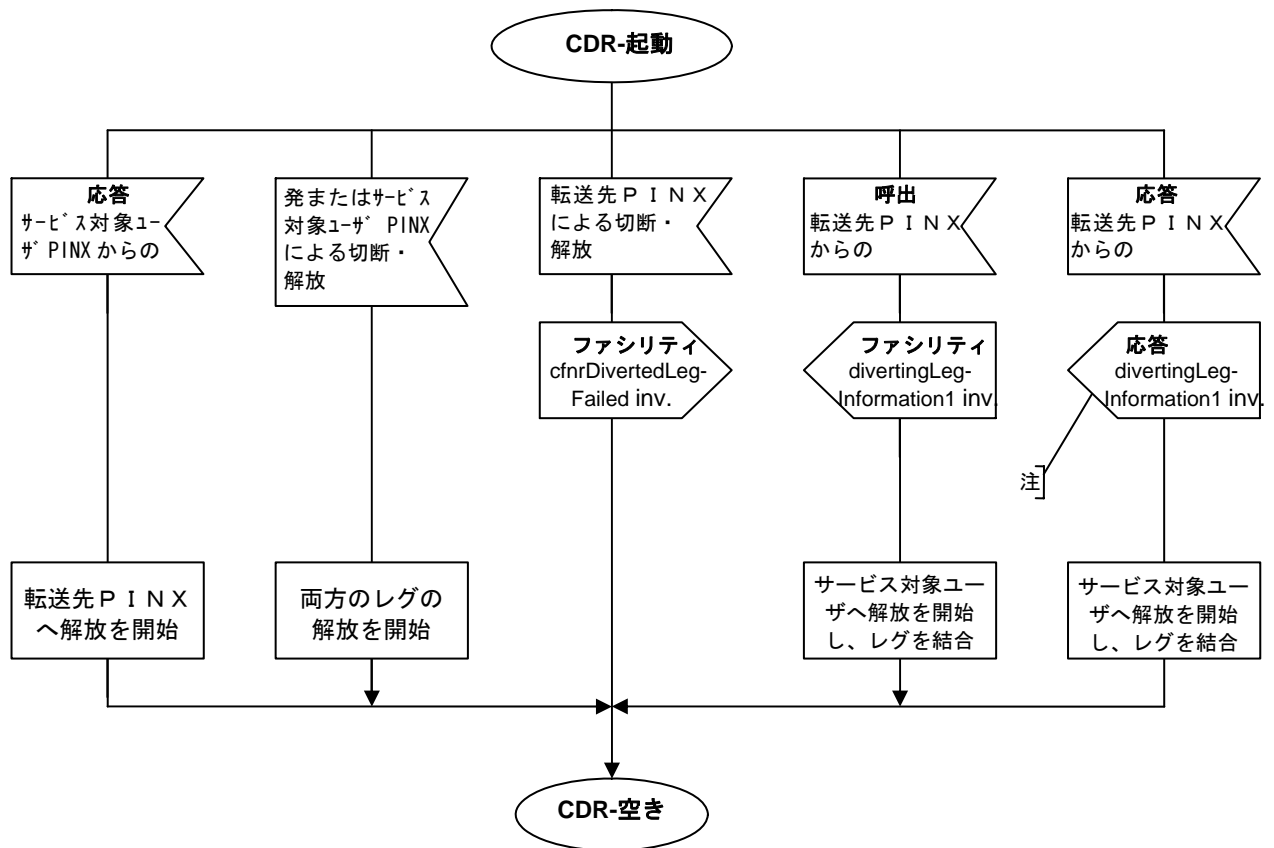 CDR-起動
応答
サービス対象ユー
ザ PINX からの
発またはサービス
対象ユーザ PINX
による切断・
解放
転送先ＰＩＮＸ
による切断・
解放
呼出
転送先ＰＩＮＸ
からの
応答
転送先ＰＩＮＸ
からの
ファシリティ
cfnrDivertedLeg-
Failed inv.
ファシリティ
divertingLeg-
Information1 inv.
応答
divertingLeg-
Information1 inv.
注
転送先ＰＩＮＸ
へ解放を開始
両方のレグの
解放を開始
サービス対象ユー
ザへ解放を開始
し、レグを結合
サービス対象ユー
ザへ解放を開始
し、レグを結合
CDR-空き